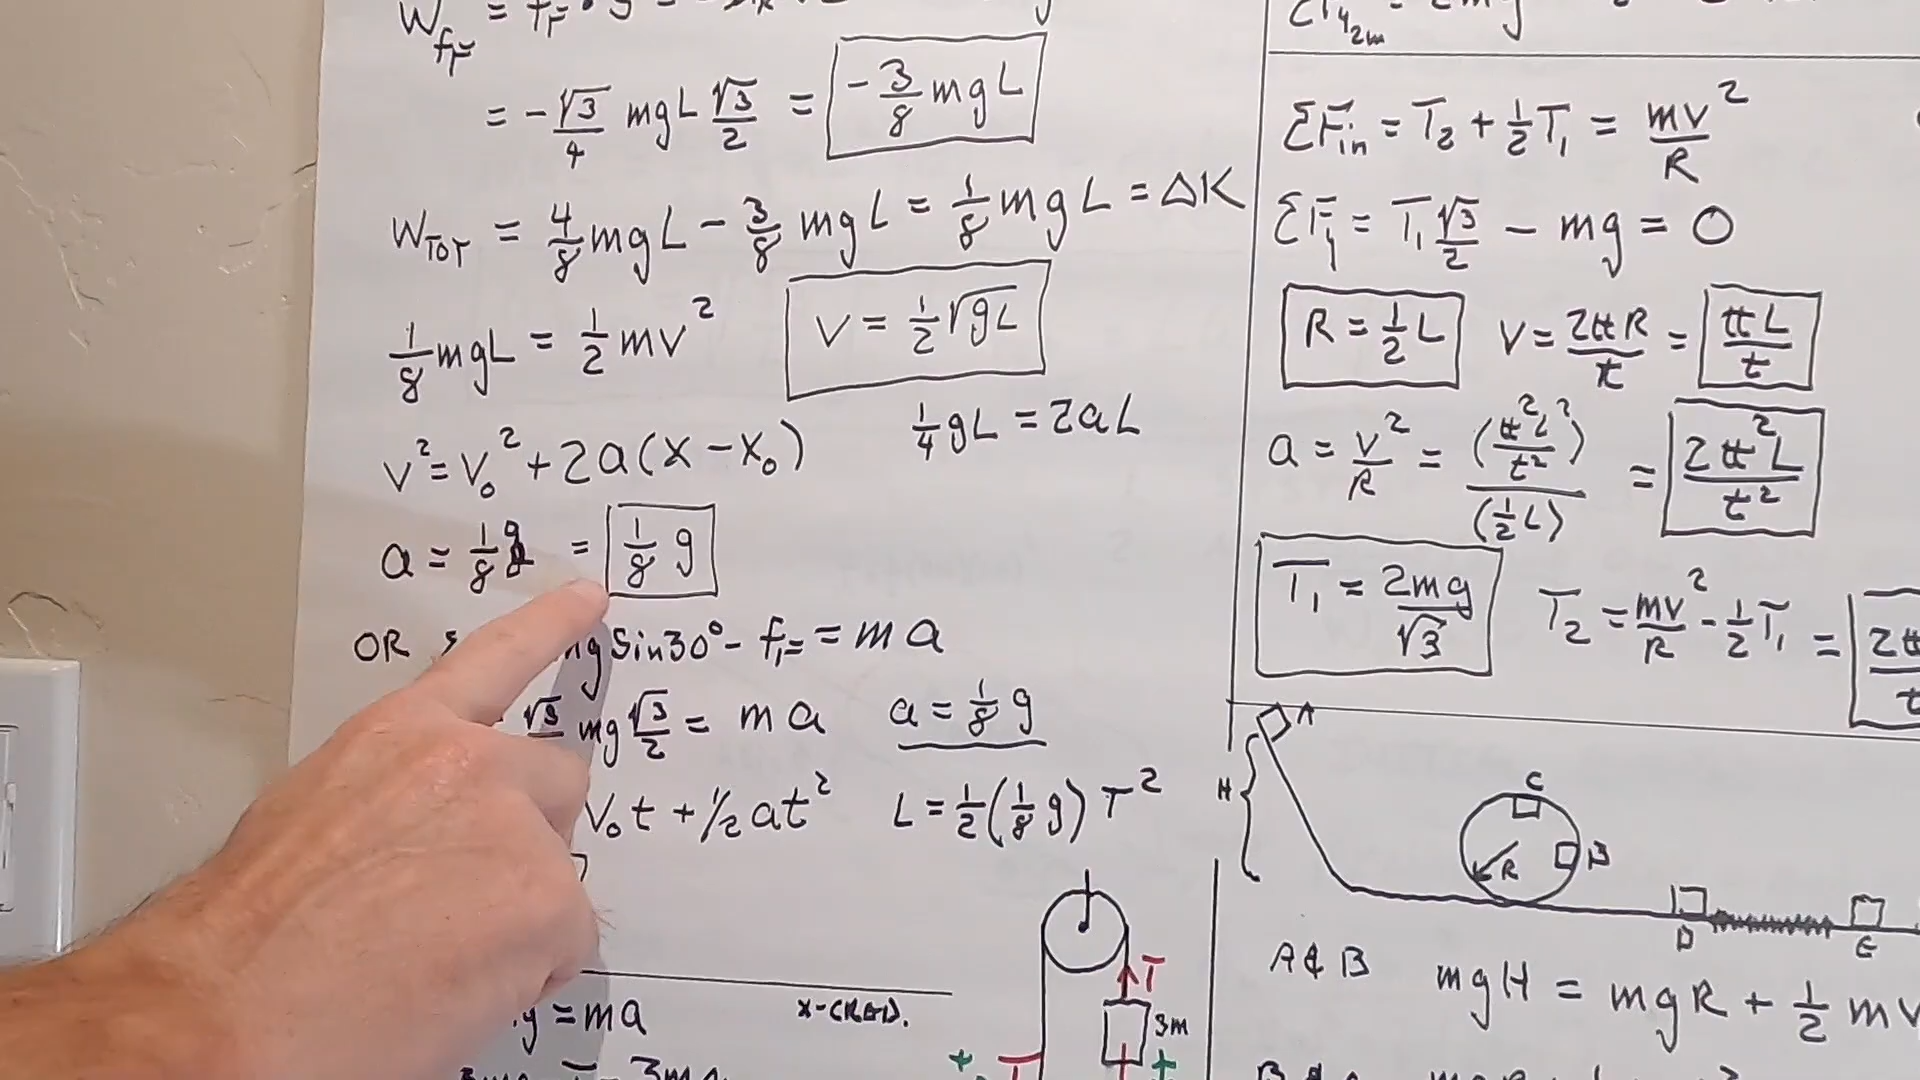 = -√3/4 mgL √3/2 = -3/8 mgL
W_TOT = 4/8 mgL - 3/8 mgL = 1/8 mgL = ΔK
1/8 mgL = 1/2 mv²
v = 1/2 √gL
v² = v₀² + 2a(x - x₀)
1/4 gL = 2aL
a = 1/8 g = 1/8 g
OR
mg Sin30° - f_F = ma
√3 mg √3/2 = ma
a = 1/8 g
V₀t + ½at²
L = 1/2 (1/8 g) T²
y = ma
x-(RED).
T
3m
+
T
+
ΣF_in = T₂ + 1/2 T₁ = mv²/R
ΣF_y = T₁ √3/2 - mg = 0
R = 1/2 L
V = 2πR/t = πL/t
a = v²/R = (π²L²/t²)/(1/2 L) = 2π²L/t²
T₁ = 2mg/√3
T₂ = mv²/R - 1/2 T₁ =
A
H
C
R
B
D
E
A & B
mgH = mgR + 1/2 mv